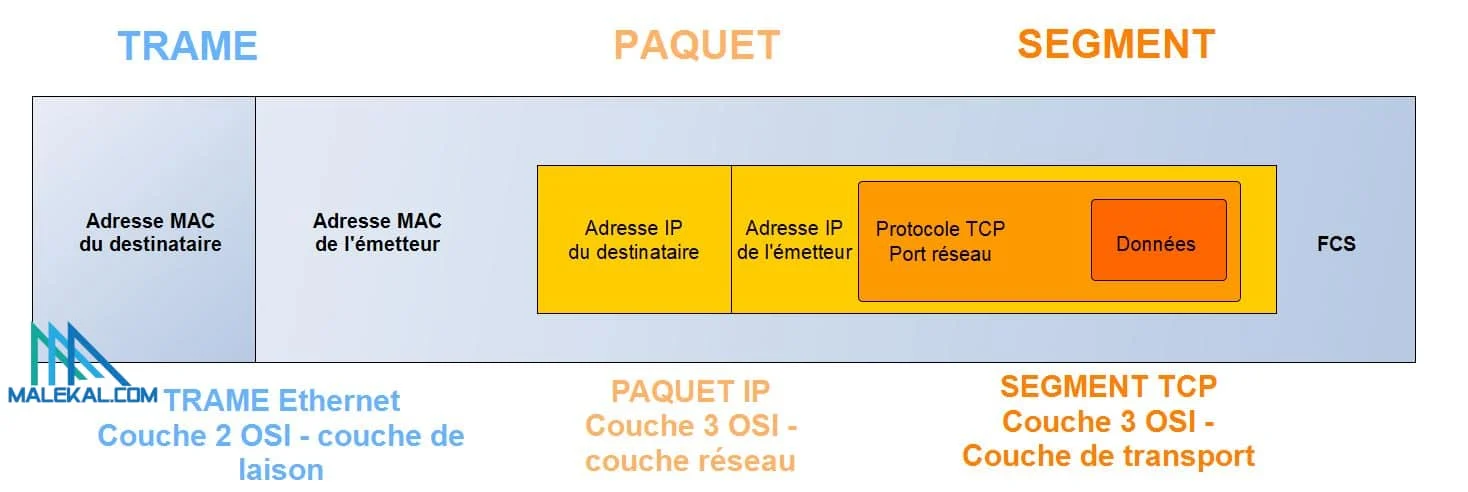 TRAME
PAQUET
SEGMENT
Adresse MAC
du destinataire
Adresse MAC
de l'émetteur
Adresse IP
du destinataire
Adresse IP
de l'émetteur
Protocole TCP
Port réseau
Données
FCS
MALEKAL.COM
TRAME Ethernet
Couche 2 OSI - couche de
laison
PAQUET IP
Couche 3 OSI -
couche réseau
SEGMENT TCP
Couche 3 OSI -
Couche de transport